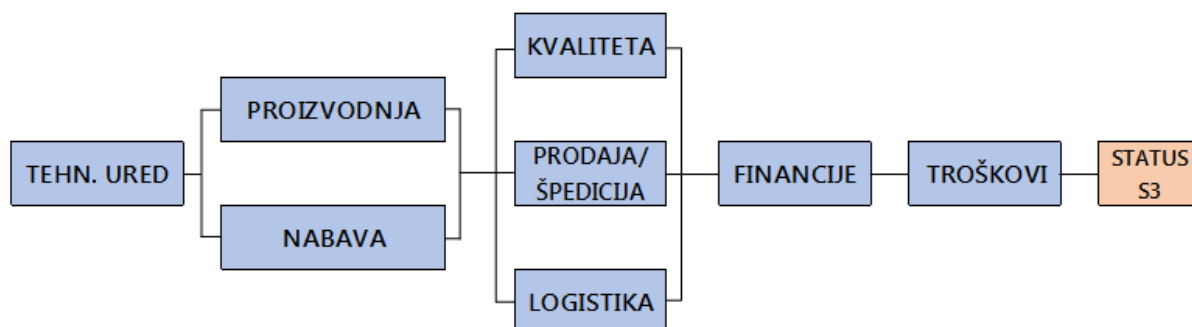 TEHN. URED
PROIZVODNJA
NABAVA
KVALITETA
PRODAJA/
ŠPEDICIJA
LOGISTIKA
FINANCIJE
TROŠKOVI
STATUS
S3